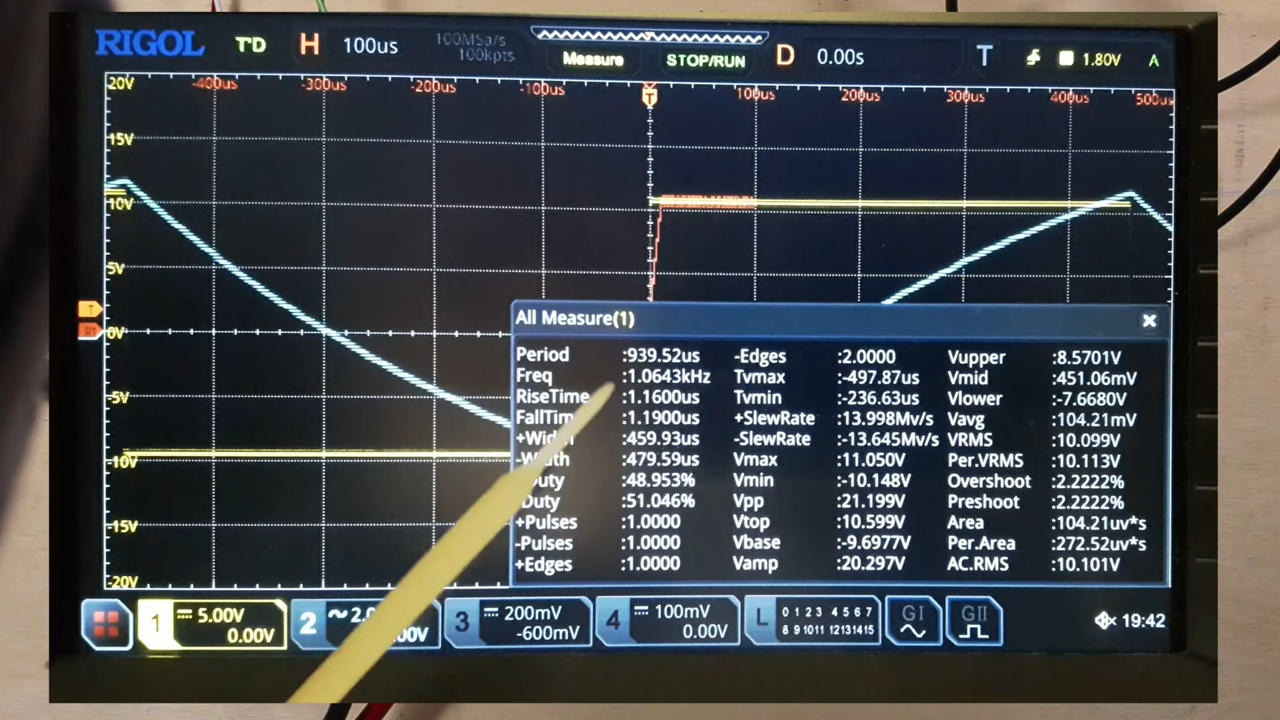 RIGOL T'D H 100us 100MSa/s 100kpts Measure STOP/RUN D 0.00s T 1.80V A
20V -400us -300us -200us -100us T 100us 200us 300us 400us 500us
15V
10V
5V
T
R1 0V
-5V
-10V
-15V
-20V
All Measure(1)
Period :939.52us -Edges :2.0000 Vupper :8.5701V
Freq :1.0643kHz Tvmax :-497.87us Vmid :451.06mV
RiseTime :1.1600us Tvmin :-236.63us Vlower :-7.6680V
FallTim :1.1900us +SlewRate :13.998Mv/s Vavg :104.21mV
+Width :459.93us -SlewRate :-13.645Mv/s VRMS :10.099V
-Width :479.59us Vmax :11.050V Per.VRMS :10.113V
Duty :48.953% Vmin :-10.148V Overshoot :2.2222%
Duty :51.046% Vpp :21.199V Preshoot :2.2222%
+Pulses :1.0000 Vtop :10.599V Area :104.21uv*s
-Pulses :1.0000 Vbase :-9.6977V Per.Area :272.52uv*s
+Edges :1.0000 Vamp :20.297V AC.RMS :10.101V
1 5.00V 0.00V 2 3 200mV -600mV 4 100mV 0.00V L 0 1 2 3 4 5 6 7 8 9 10 11 12 13 14 15 GI GII 19:42